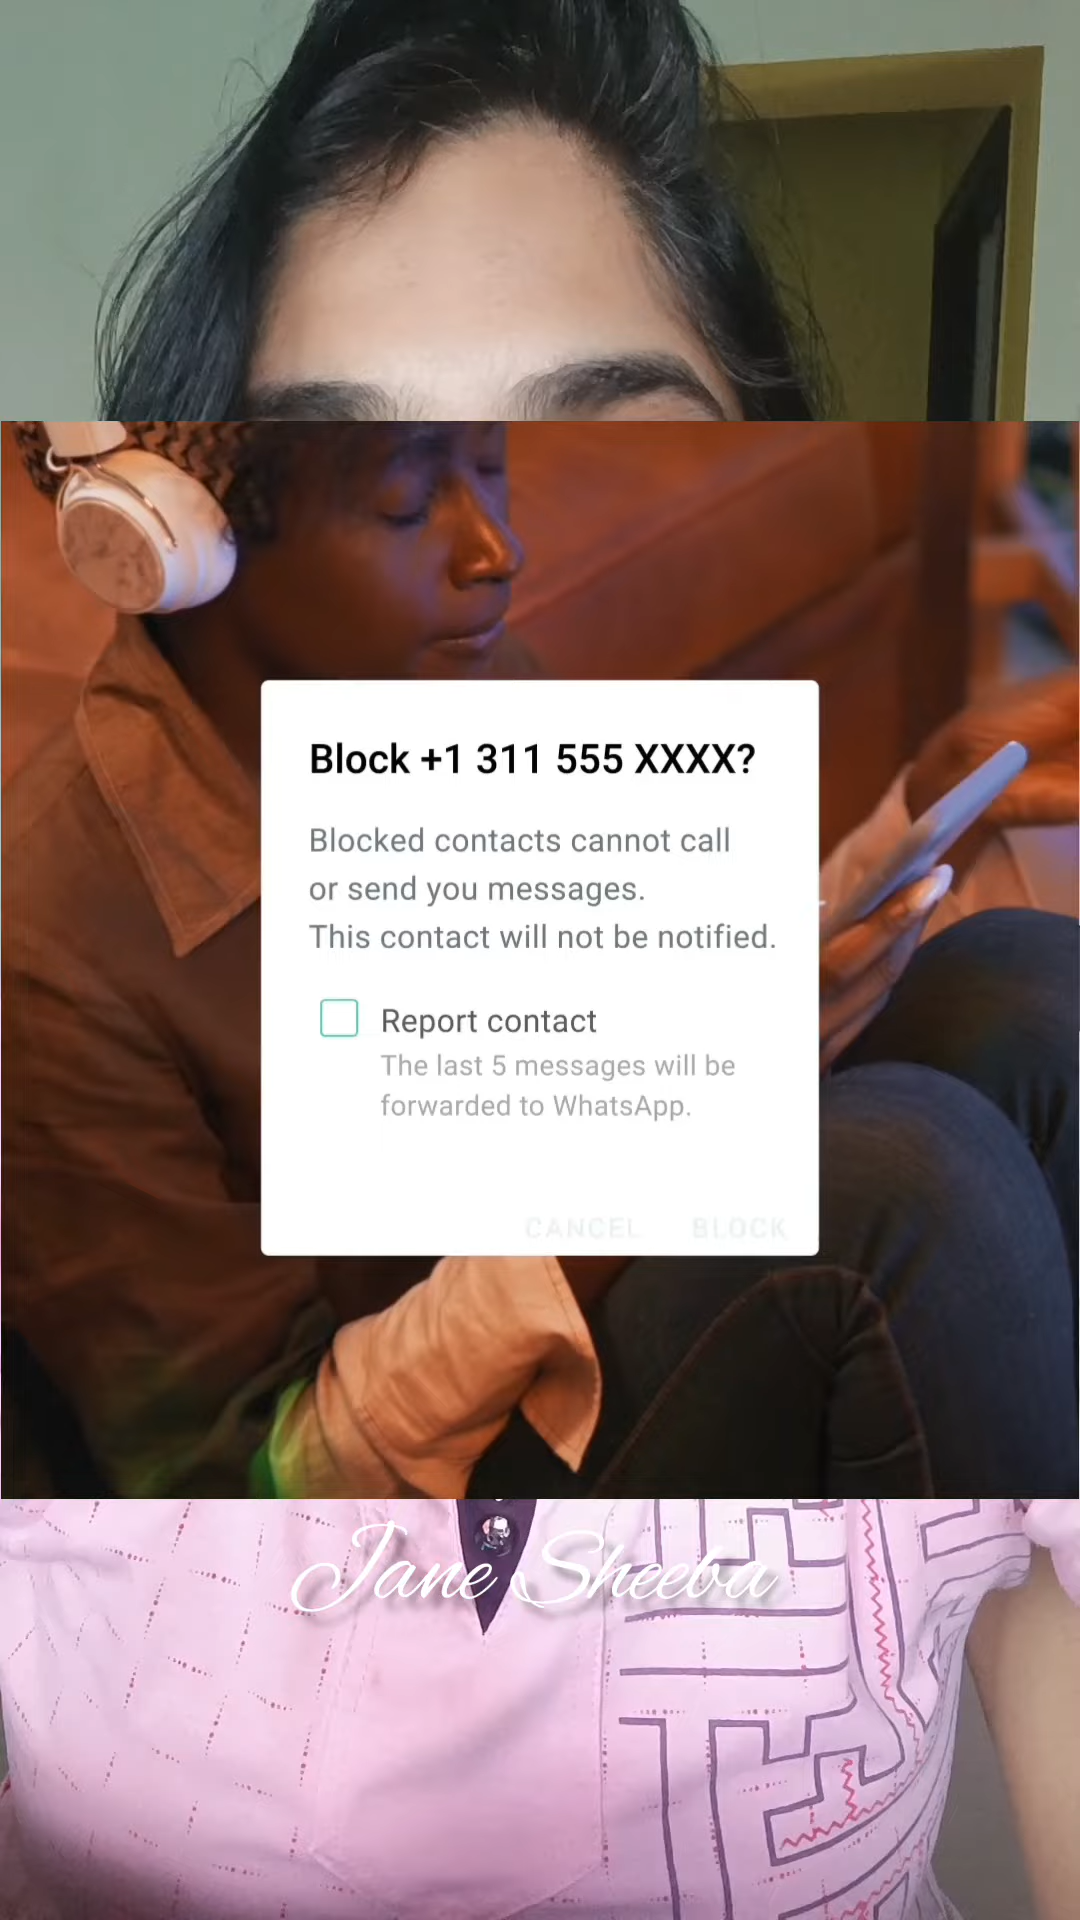 Block +1 311 555 XXXX?
Blocked contacts cannot call
or send you messages.
This contact will not be notified.
Report contact
The last 5 messages will be
forwarded to WhatsApp.
CANCEL BLOCK
Jane Sheeba